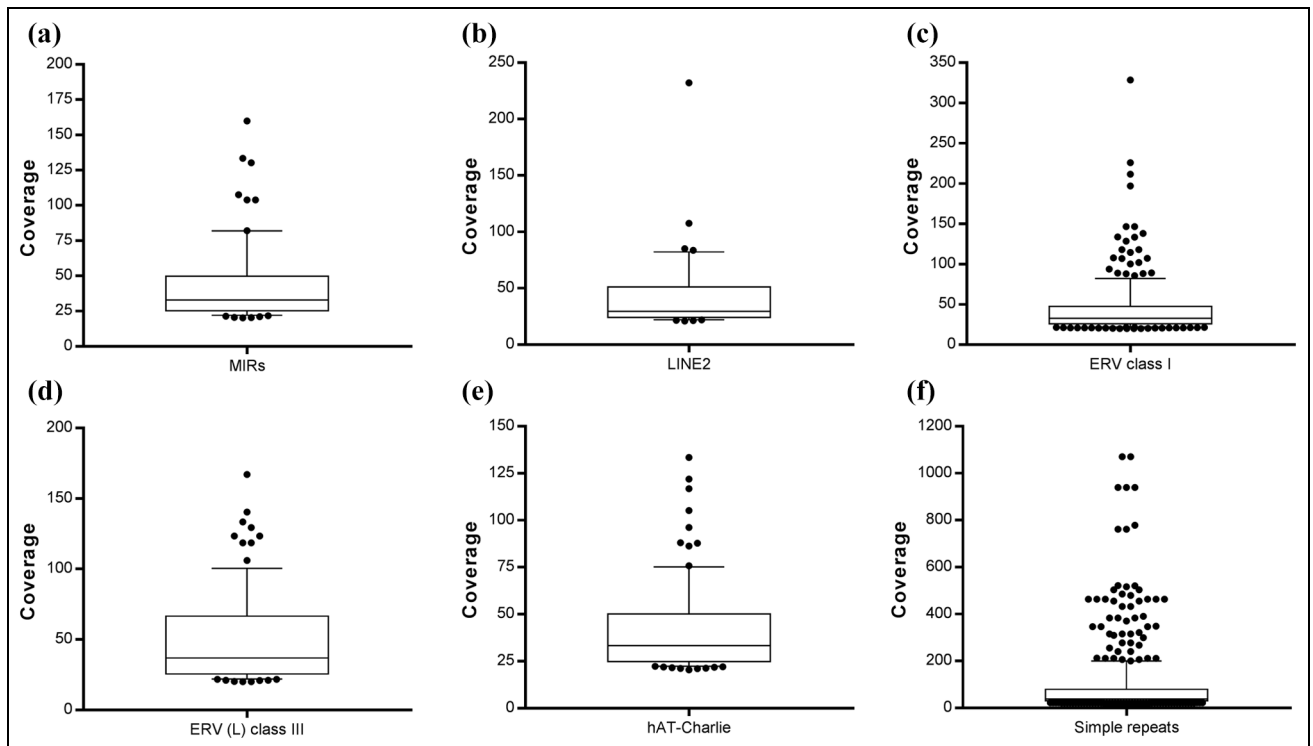 (a)
200
175
150
125
100
75
50
25
0
Coverage
MIRs
(b)
250
200
150
100
50
0
Coverage
LINE2
(c)
350
300
250
200
150
100
50
0
Coverage
ERV class I
(d)
200
150
100
50
0
Coverage
ERV (L) class III
(e)
150
125
100
75
50
25
0
Coverage
hAT-Charlie
(f)
1200
1000
800
600
400
200
0
Coverage
Simple repeats